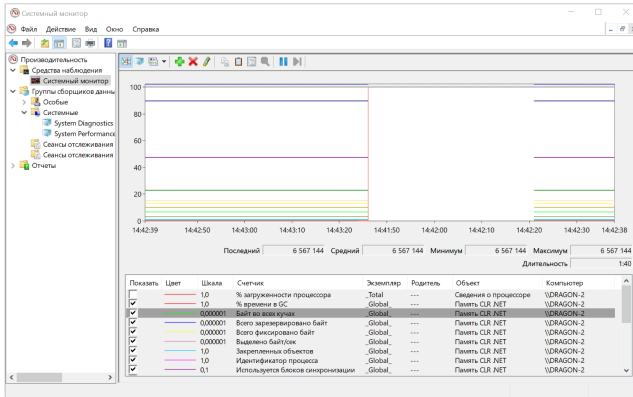 Системный монитор
Файл Действие Вид Окно Справка
Производительность
Средства наблюдения
Системный монитор
Группы сборщиков данны
Особые
Системные
System Diagnostics
System Performance
Сеансы отслеживания
Сеансы отслеживания
Отчеты
100
80
60
40
20
0
14:42:39 14:42:50 14:43:00 14:43:10 14:43:20 14:41:50 14:42:00 14:42:10 14:42:20 14:42:30 14:42:38
Последний 6 567 144 Средний 6 567 144 Минимум 6 567 144 Максимум 6 567 144
Длительность 1:40
Показать Цвет Шкала Счетчик Экземпляр Родитель Объект Компьютер
1,0 % загруженности процессора _Total --- Сведения о процессоре \\DRAGON-2
1,0 % времени в GC _Global_ --- Память CLR .NET \\DRAGON-2
0,000001 Байт во всех кучах _Global_ --- Память CLR .NET \\DRAGON-2
0,000001 Всего зарезервировано байт _Global_ --- Память CLR .NET \\DRAGON-2
0,000001 Всего фиксировано байт _Global_ --- Память CLR .NET \\DRAGON-2
0,000001 Выделено байт/сек _Global_ --- Память CLR .NET \\DRAGON-2
1,0 Закрепленных объектов _Global_ --- Память CLR .NET \\DRAGON-2
1,0 Идентификатор процесса _Global_ --- Память CLR .NET \\DRAGON-2
0,1 Используется блоков синхронизации _Global_ --- Память CLR .NET \\DRAGON-2